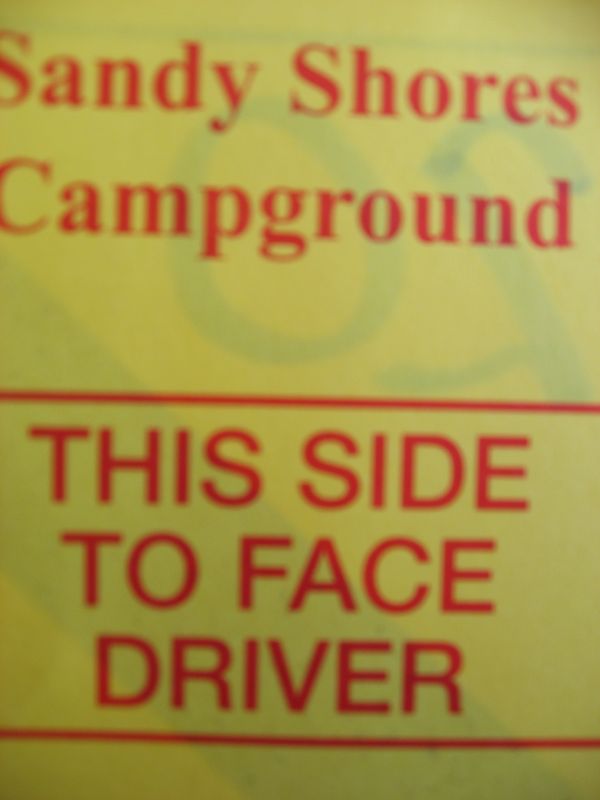 Sandy Shores
Campground
THIS SIDE
TO FACE
DRIVER